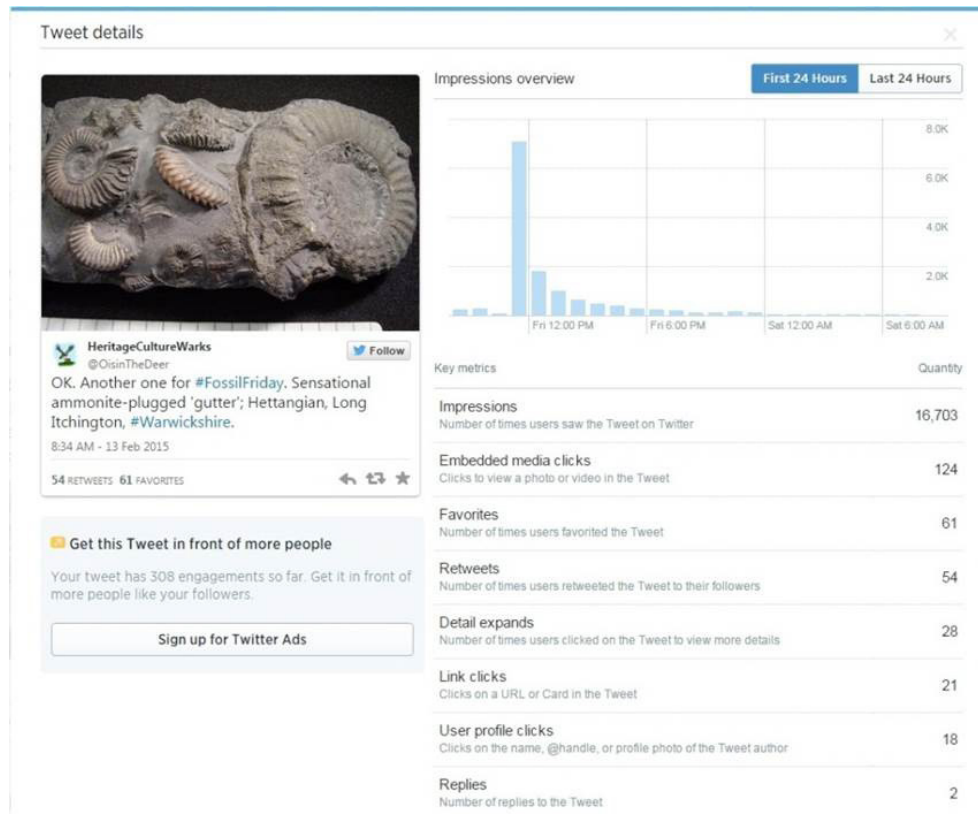 Tweet details
Impressions overview
First 24 Hours
Last 24 Hours
8.0K
6.0K
4.0K
2.0K
Fri 12:00 PM
Fri 6:00 PM
Sat 12:00 AM
Sat 6:00 AM
HeritageCultureWarks
@OisinTheDeer
Follow
OK. Another one for #FossilFriday. Sensational
ammonite-plugged 'gutter'; Hettangian, Long
Itchington, #Warwickshire.
8:34 AM - 13 Feb 2015
54 RETWEETS 61 FAVORITES
Get this Tweet in front of more people
Your tweet has 308 engagements so far. Get it in front of
more people like your followers.
Sign up for Twitter Ads
Key metrics Quantity
Impressions 16,703
Number of times users saw the Tweet on Twitter
Embedded media clicks 124
Clicks to view a photo or video in the Tweet
Favorites 61
Number of times users favorited the Tweet
Retweets 54
Number of times users retweeted the Tweet to their followers
Detail expands 28
Number of times users clicked on the Tweet to view more details
Link clicks 21
Clicks on a URL or Card in the Tweet
User profile clicks 18
Clicks on the name, @handle, or profile photo of the Tweet author
Replies 2
Number of replies to the Tweet